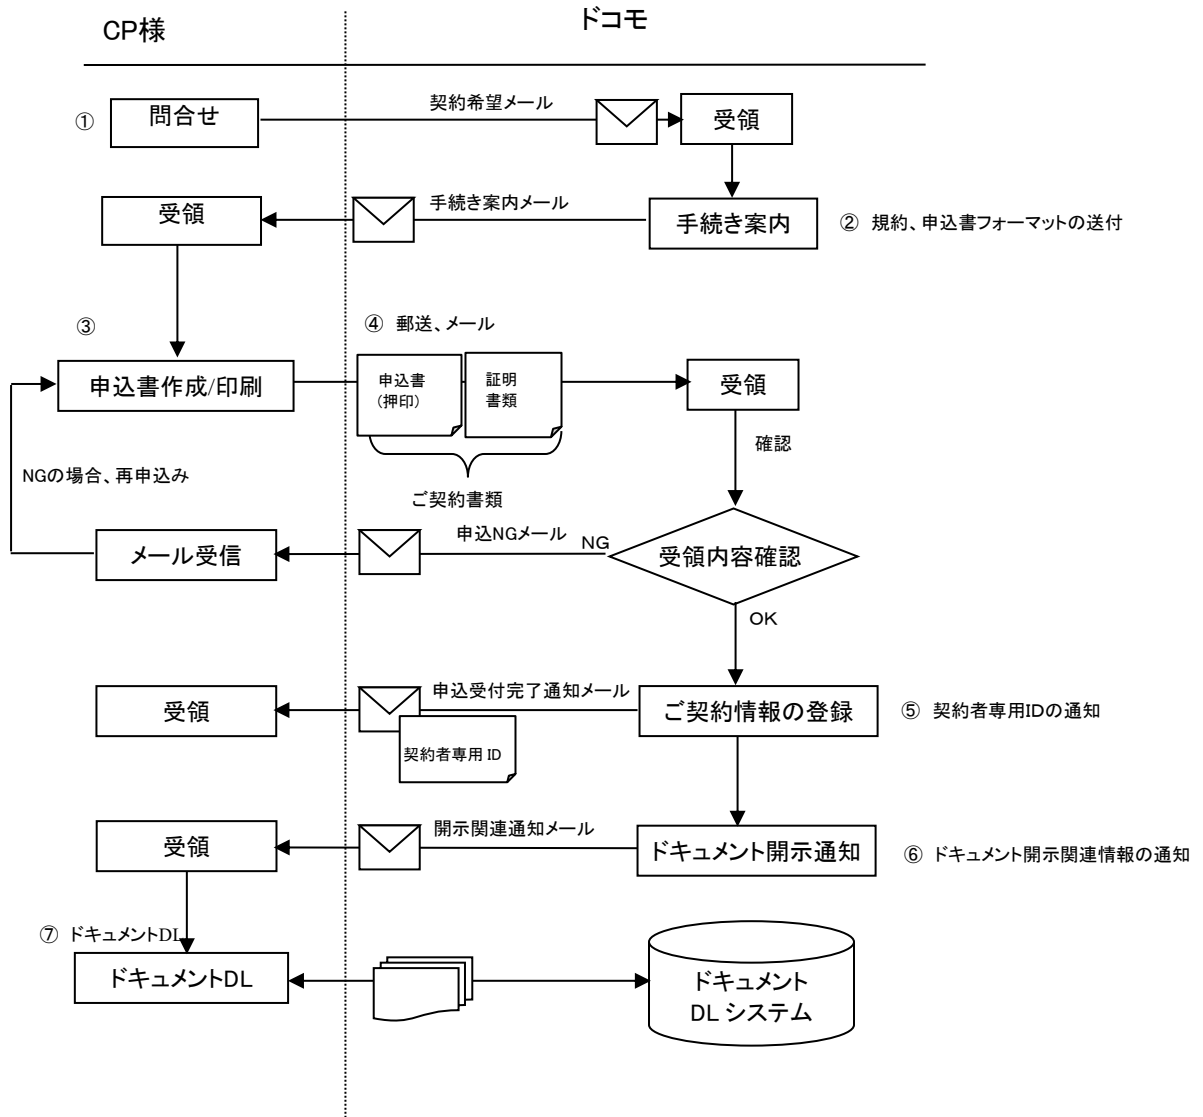 CP様
ドコモ
①
問合せ
契約希望メール
受領
受領
手続き案内メール
手続き案内
② 規約、申込書フォーマットの送付
③
④ 郵送、メール
申込書作成/印刷
申込書
(押印)
証明
書類
受領
確認
NGの場合、再申込み
ご契約書類
メール受信
申込NGメール
NG
受領内容確認
OK
受領
申込受付完了通知メール
ご契約情報の登録
⑤ 契約者専用IDの通知
契約者専用 ID
受領
開示関連通知メール
ドキュメント開示通知
⑥ ドキュメント開示関連情報の通知
⑦ ドキュメントDL
ドキュメントDL
ドキュメント
DL システム